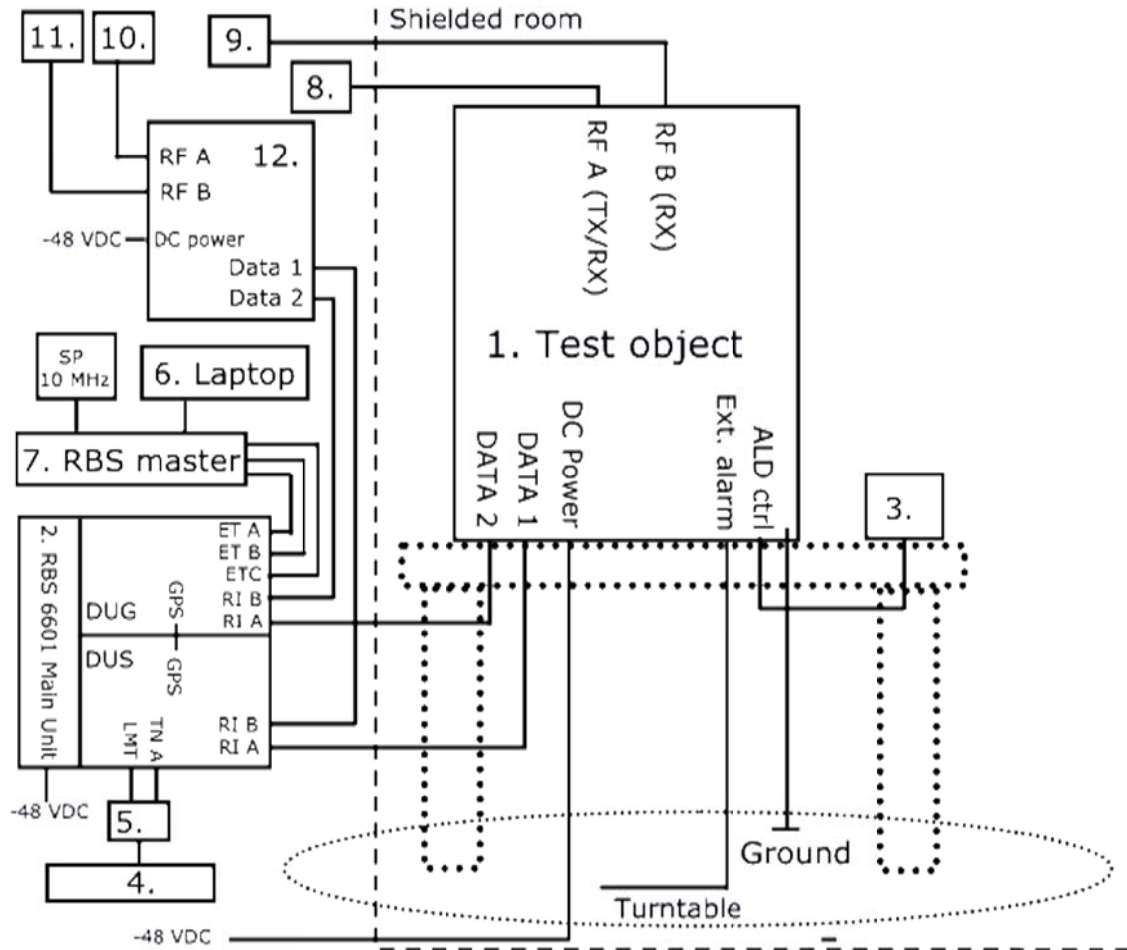 Shielded room
11.
10.
9.
8.
RF A
12.
RF B
-48 VDC
DC power
Data 1
Data 2
RF A (TX/RX)
RF B (RX)
1. Test object
SP
10 MHz
6. Laptop
7. RBS master
DATA 2
DATA 1
DC Power
Ext. alarm
ALD ctrl
3.
2. RBS 6601 Main Unit
ET A
ET B
ETC
RI B
RI A
DUG
GPS
DUS
GPS
LMT
TN A
RI B
RI A
-48 VDC
5.
4.
Ground
Turntable
-48 VDC